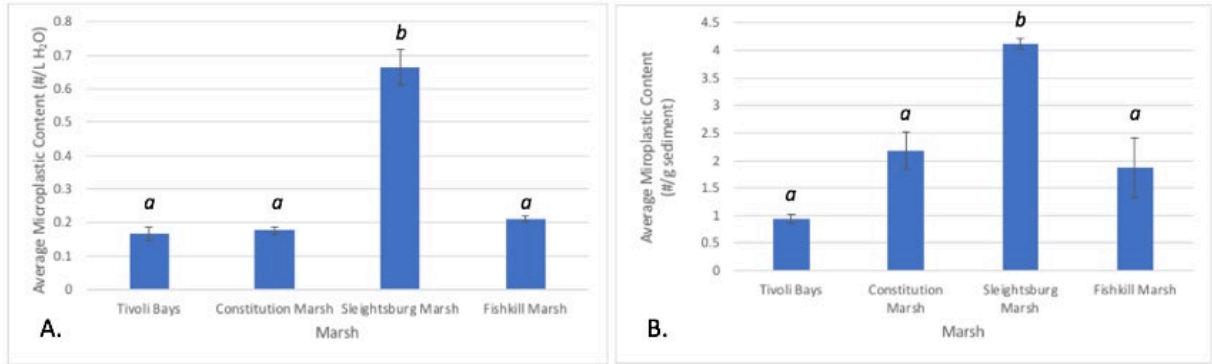 Average Microplastic Content (#/L H₂O)
0.8
0.7
0.6
0.5
0.4
0.3
0.2
0.1
0
a
a
b
a
Tivoli Bays
Constitution Marsh
Sleightsburg Marsh
Fishkill Marsh
Marsh
A.
Average Miroplastic Content
(#/g sediment)
4.5
4
3.5
3
2.5
2
1.5
1
0.5
0
a
a
b
a
Tivoli Bays
Constitution
Marsh
Sleightsburg
Marsh
Fishkill Marsh
Marsh
B.